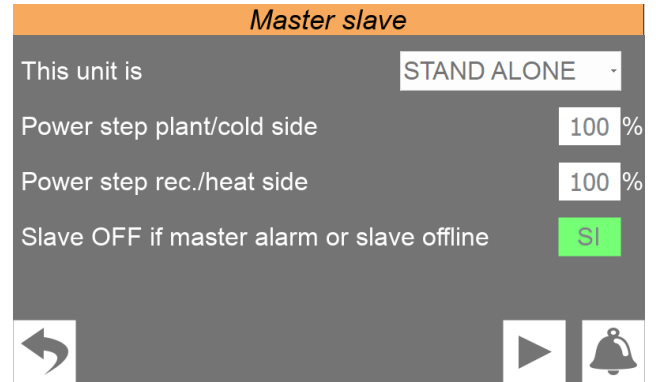 Master slave
This unit is STAND ALONE
Power step plant/cold side 100 %
Power step rec./heat side 100 %
Slave OFF if master alarm or slave offline SI